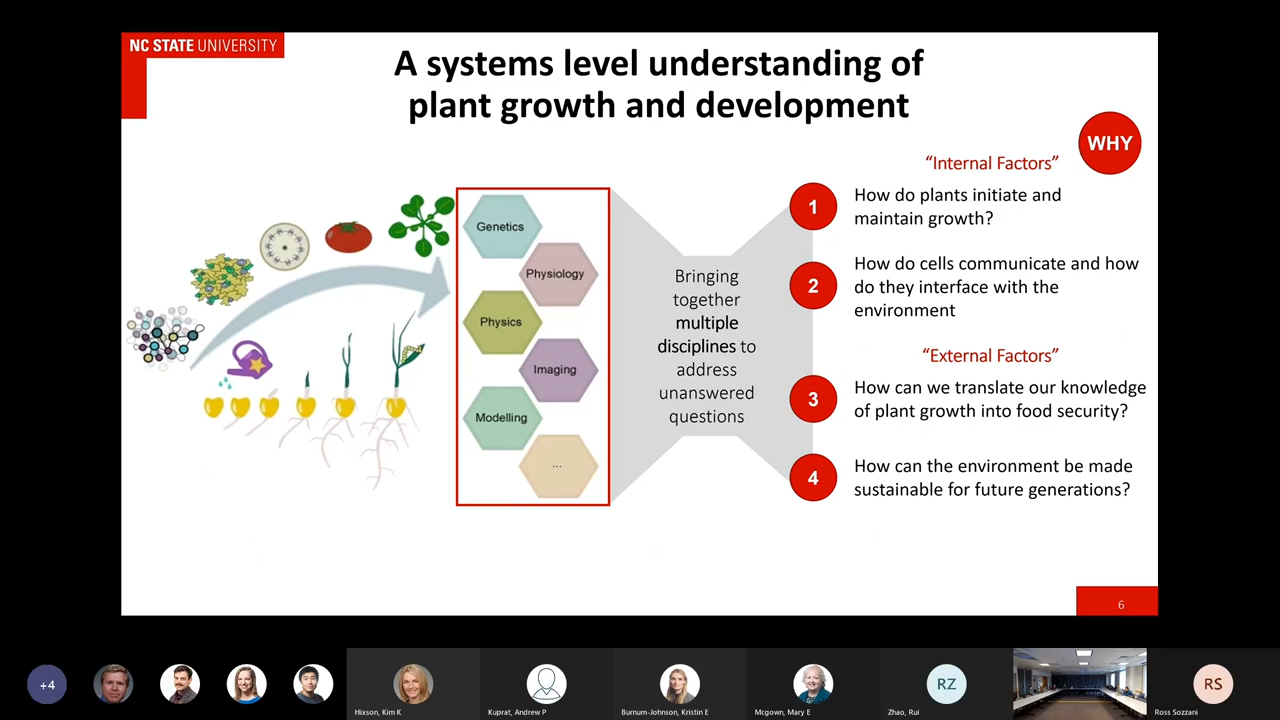 NC STATE UNIVERSITY
A systems level understanding of
plant growth and development
WHY
Genetics
Physiology
Physics
Imaging
Modelling
...
Bringing
together
multiple
disciplines to
address
unanswered
questions
“Internal Factors”
1
How do plants initiate and
maintain growth?
2
How do cells communicate and how
do they interface with the
environment
“External Factors”
3
How can we translate our knowledge
of plant growth into food security?
4
How can the environment be made
sustainable for future generations?
6
+4
Hixson, Kim K
Kuprat, Andrew P
Burnum-Johnson, Kristin E
Mcgown, Mary E
RZ
Zhao, Rui
RS
Ross Sozzani